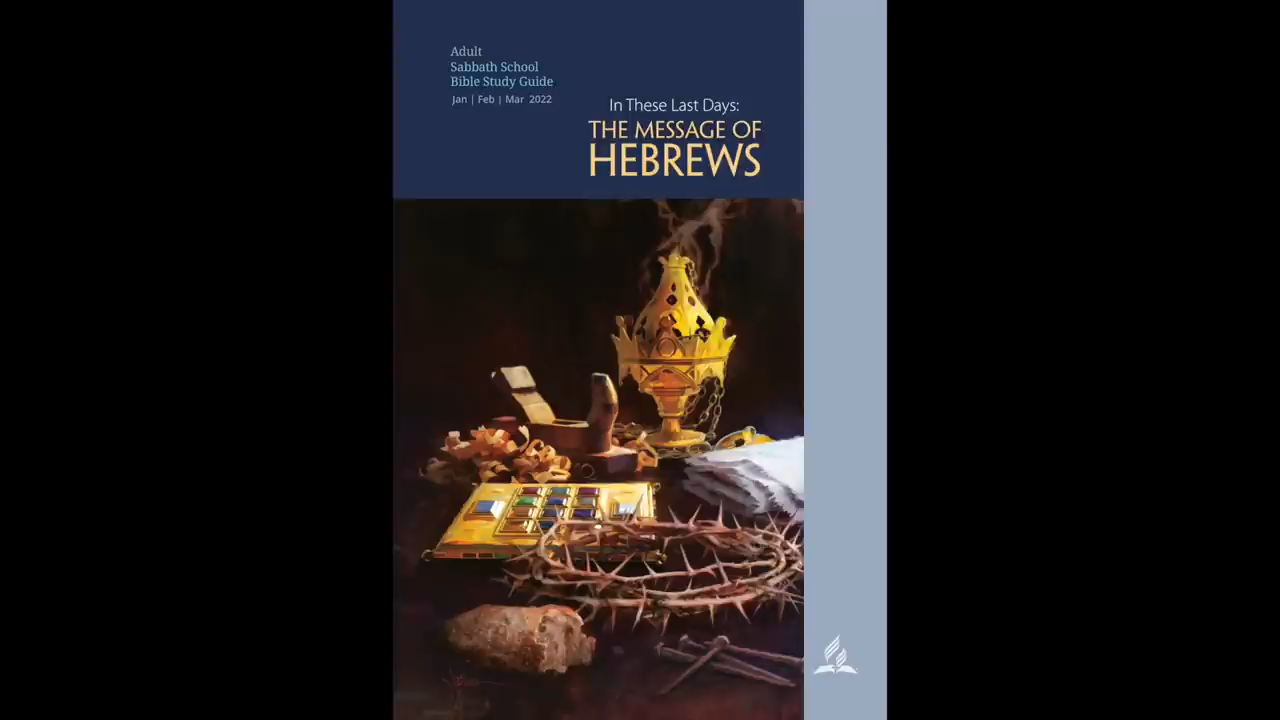 Adult
Sabbath School
Bible Study Guide
Jan | Feb | Mar 2022
In These Last Days:
THE MESSAGE OF
HEBREWS